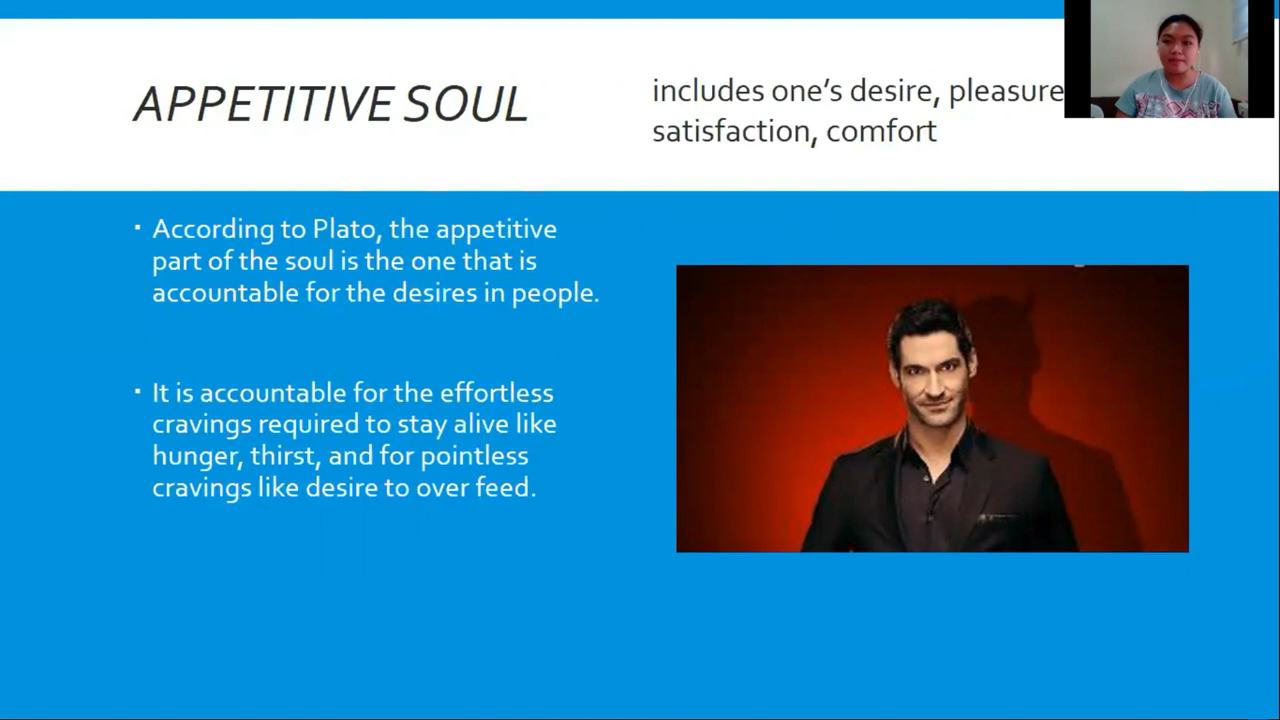 APPETITIVE SOUL
includes one’s desire, pleasure
satisfaction, comfort
▪ According to Plato, the appetitive
part of the soul is the one that is
accountable for the desires in people.
▪ It is accountable for the effortless
cravings required to stay alive like
hunger, thirst, and for pointless
cravings like desire to over feed.